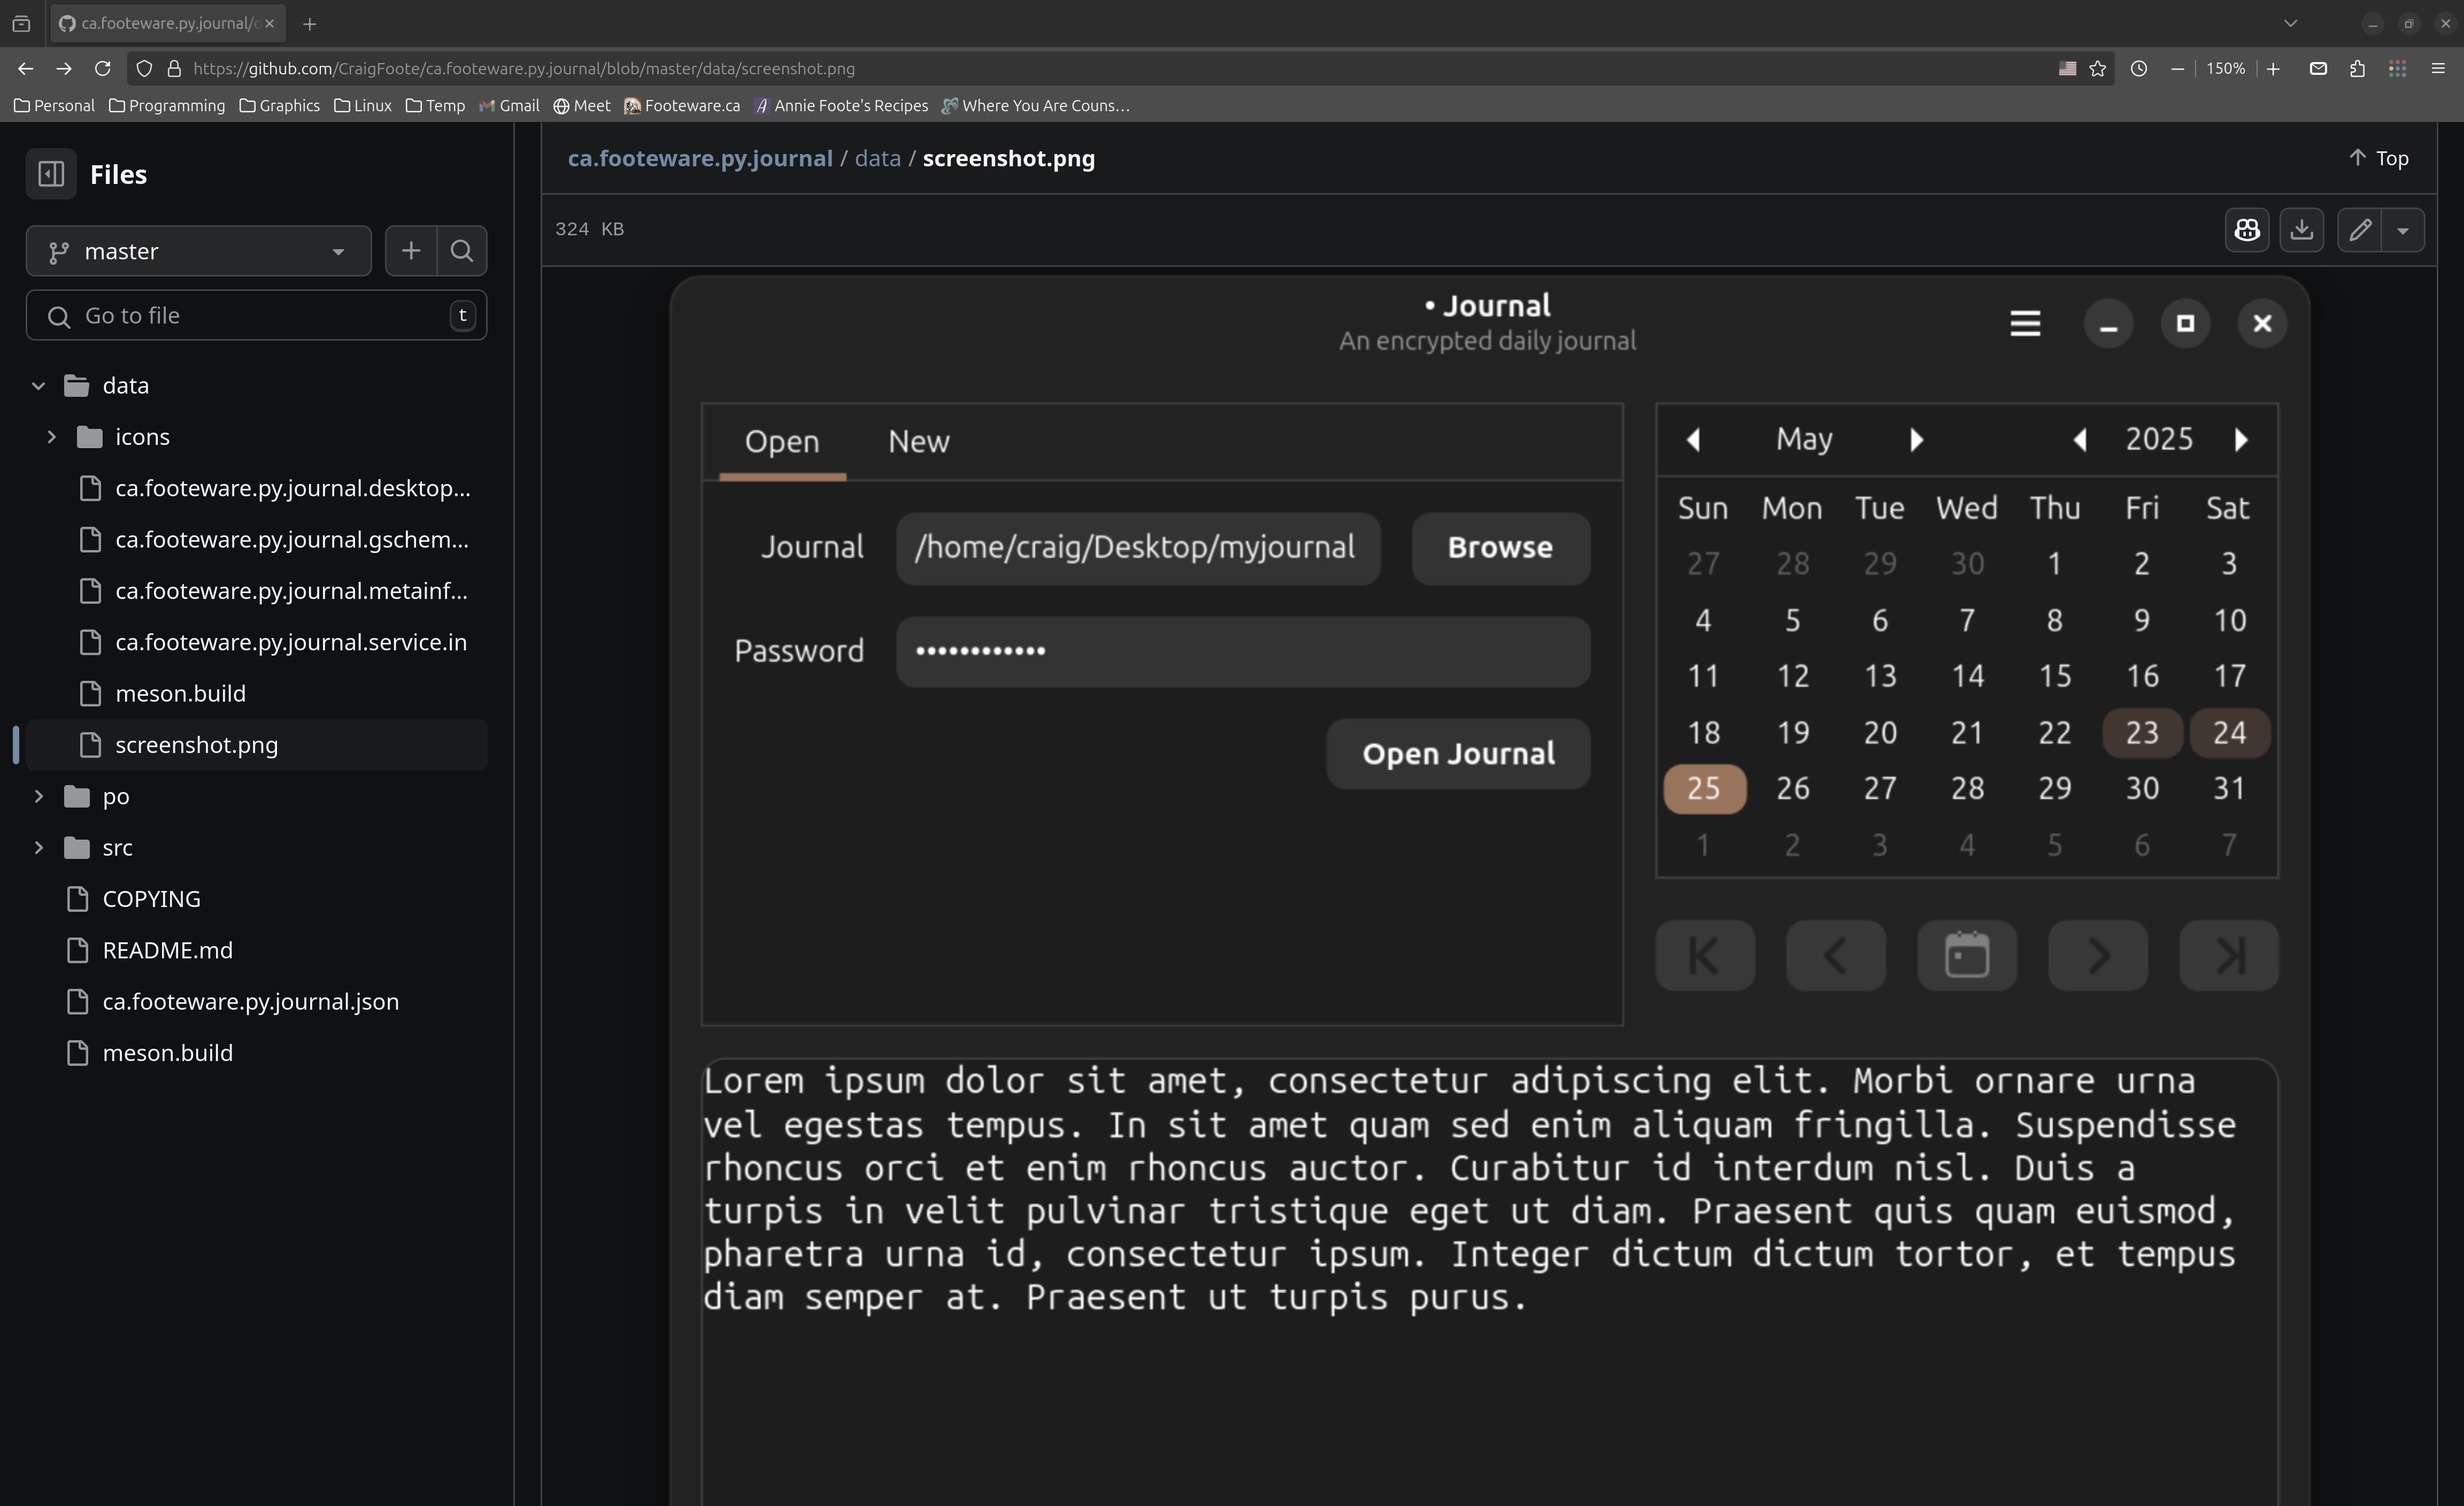 ca.footeware.py.journal/
https://github.com/CraigFoote/ca.footeware.py.journal/blob/master/data/screenshot.png
150%
Personal Programming Graphics Linux Temp Gmail Meet Footeware.ca Annie Foote's Recipes Where You Are Couns…
Files
master
Go to file
t
data
icons
ca.footeware.py.journal.desktop...
ca.footeware.py.journal.gschem...
ca.footeware.py.journal.metainf...
ca.footeware.py.journal.service.in
meson.build
screenshot.png
po
src
COPYING
README.md
ca.footeware.py.journal.json
meson.build
ca.footeware.py.journal / data / screenshot.png
Top
324 KB
• Journal
An encrypted daily journal
Open New
Journal /home/craig/Desktop/myjournal Browse
Password ••••••••••••
Open Journal
May 2025
Sun Mon Tue Wed Thu Fri Sat
27 28 29 30 1 2 3
4 5 6 7 8 9 10
11 12 13 14 15 16 17
18 19 20 21 22 23 24
25 26 27 28 29 30 31
1 2 3 4 5 6 7
Lorem ipsum dolor sit amet, consectetur adipiscing elit. Morbi ornare urna
vel egestas tempus. In sit amet quam sed enim aliquam fringilla. Suspendisse
rhoncus orci et enim rhoncus auctor. Curabitur id interdum nisl. Duis a
turpis in velit pulvinar tristique eget ut diam. Praesent quis quam euismod,
pharetra urna id, consectetur ipsum. Integer dictum dictum tortor, et tempus
diam semper at. Praesent ut turpis purus.